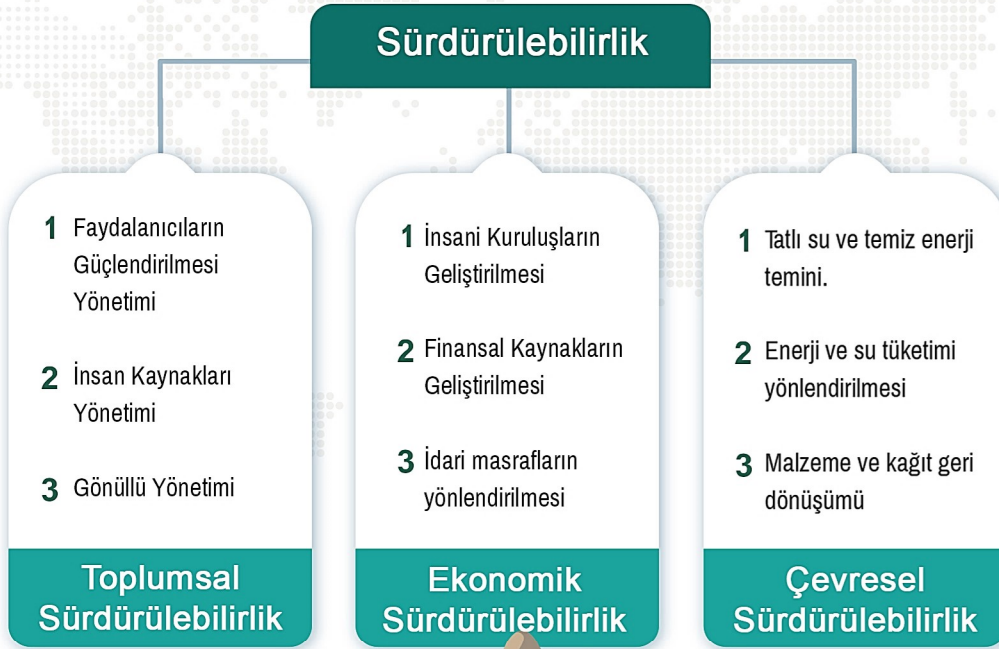 Sürdürülebilirlik
1 Faydalanıcıların
Güçlendirilmesi
Yönetimi
2 İnsan Kaynakları
Yönetimi
3 Gönüllü Yönetimi
Toplumsal
Sürdürülebilirlik
1 İnsani Kuruluşların
Geliştirilmesi
2 Finansal Kaynakların
Geliştirilmesi
3 İdari masrafların
yönlendirilmesi
Ekonomik
Sürdürülebilirlik
1 Tatlı su ve temiz enerji
temini.
2 Enerji ve su tüketimi
yönlendirilmesi
3 Malzeme ve kağıt geri
dönüşümü
Çevresel
Sürdürülebilirlik